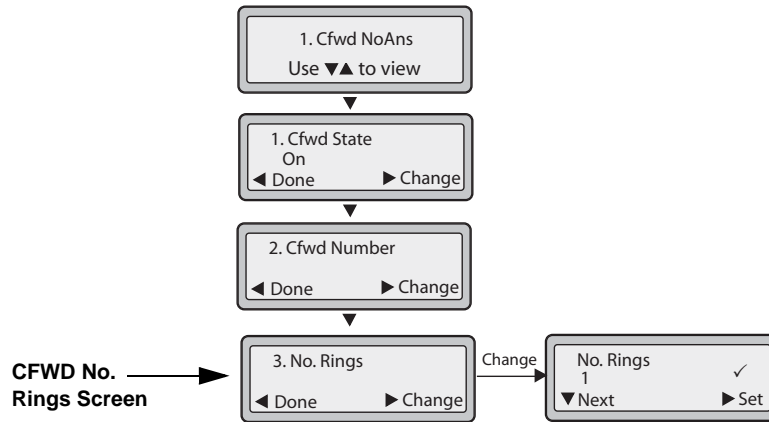 1. Cfwd NoAns
Use ▼▲ to view
▼
1. Cfwd State
On
◀ Done ▶ Change
▼
2. Cfwd Number
◀ Done ▶ Change
▼
CFWD No.
Rings Screen
3. No. Rings
◀ Done ▶ Change
Change
No. Rings
1 ✓
▼ Next ▶ Set